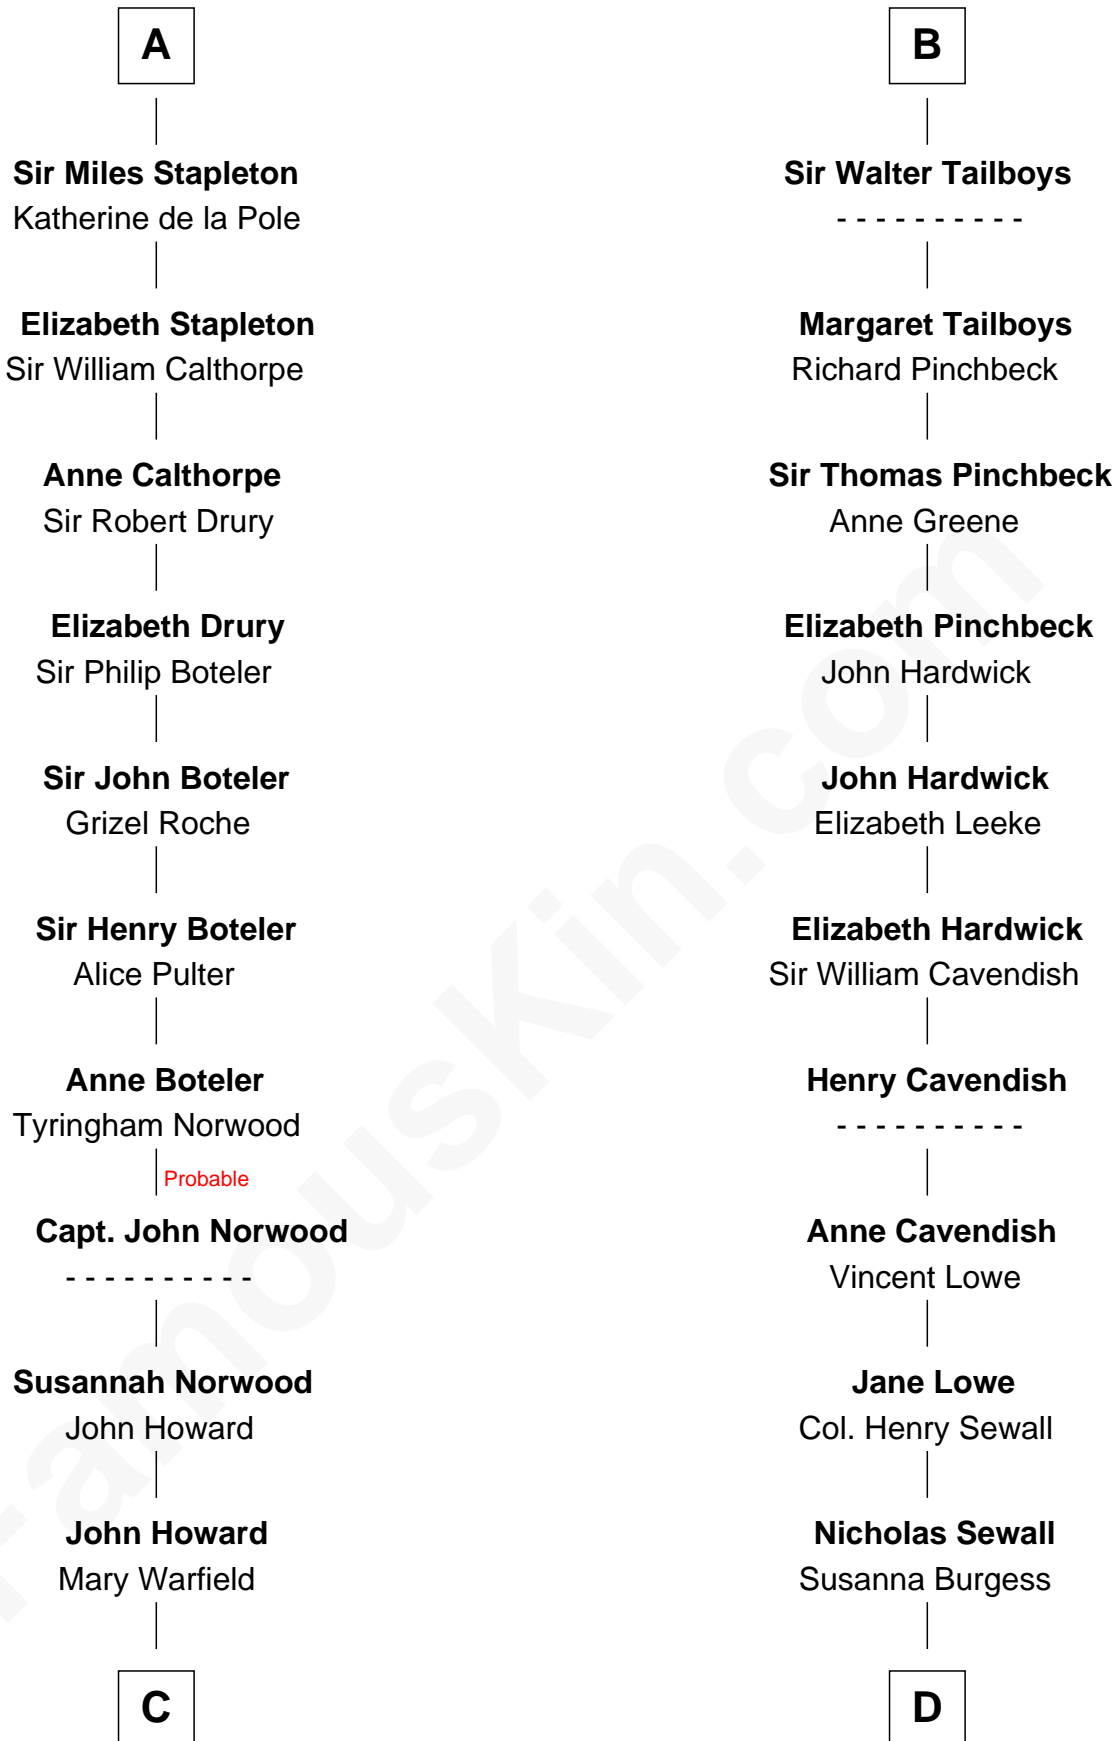 A
Sir Miles Stapleton
Katherine de la Pole
Elizabeth Stapleton
Sir William Calthorpe
Anne Calthorpe
Sir Robert Drury
Elizabeth Drury
Sir Philip Boteler
Sir John Boteler
Grizel Roche
Sir Henry Boteler
Alice Pulter
Anne Boteler
Tyringham Norwood
Probable
Capt. John Norwood
- - - - - - - - - -
Susannah Norwood
John Howard
John Howard
Mary Warfield
C
B
Sir Walter Tailboys
- - - - - - - - - -
Margaret Tailboys
Richard Pinchbeck
Sir Thomas Pinchbeck
Anne Greene
Elizabeth Pinchbeck
John Hardwick
John Hardwick
Elizabeth Leeke
Elizabeth Hardwick
Sir William Cavendish
Henry Cavendish
- - - - - - - - - -
Anne Cavendish
Vincent Lowe
Jane Lowe
Col. Henry Sewall
Nicholas Sewall
Susanna Burgess
D
FamousKin.com